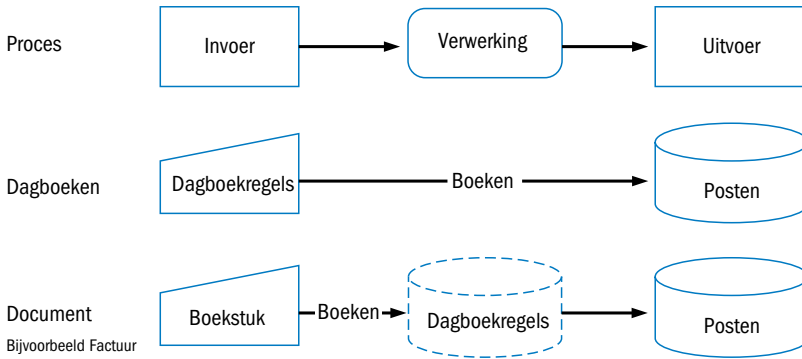 Proces
Invoer
Verwerking
Uitvoer
Dagboeken
Dagboekregels
Boeken
Posten
Document
Bijvoorbeeld Factuur
Boekstuk
Boeken
Dagboekregels
Posten